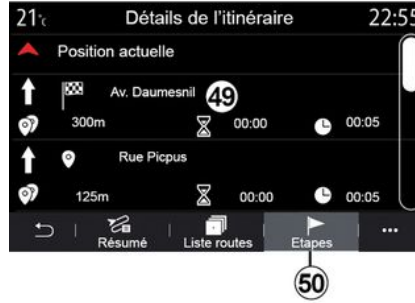 21°c Détails de l'itinéraire 22:55
Position actuelle
Av. Daumesnil 49
300m 00:00 00:05
Rue Picpus
125m 00:00 00:05
Résumé Liste routes Etapes ...
50